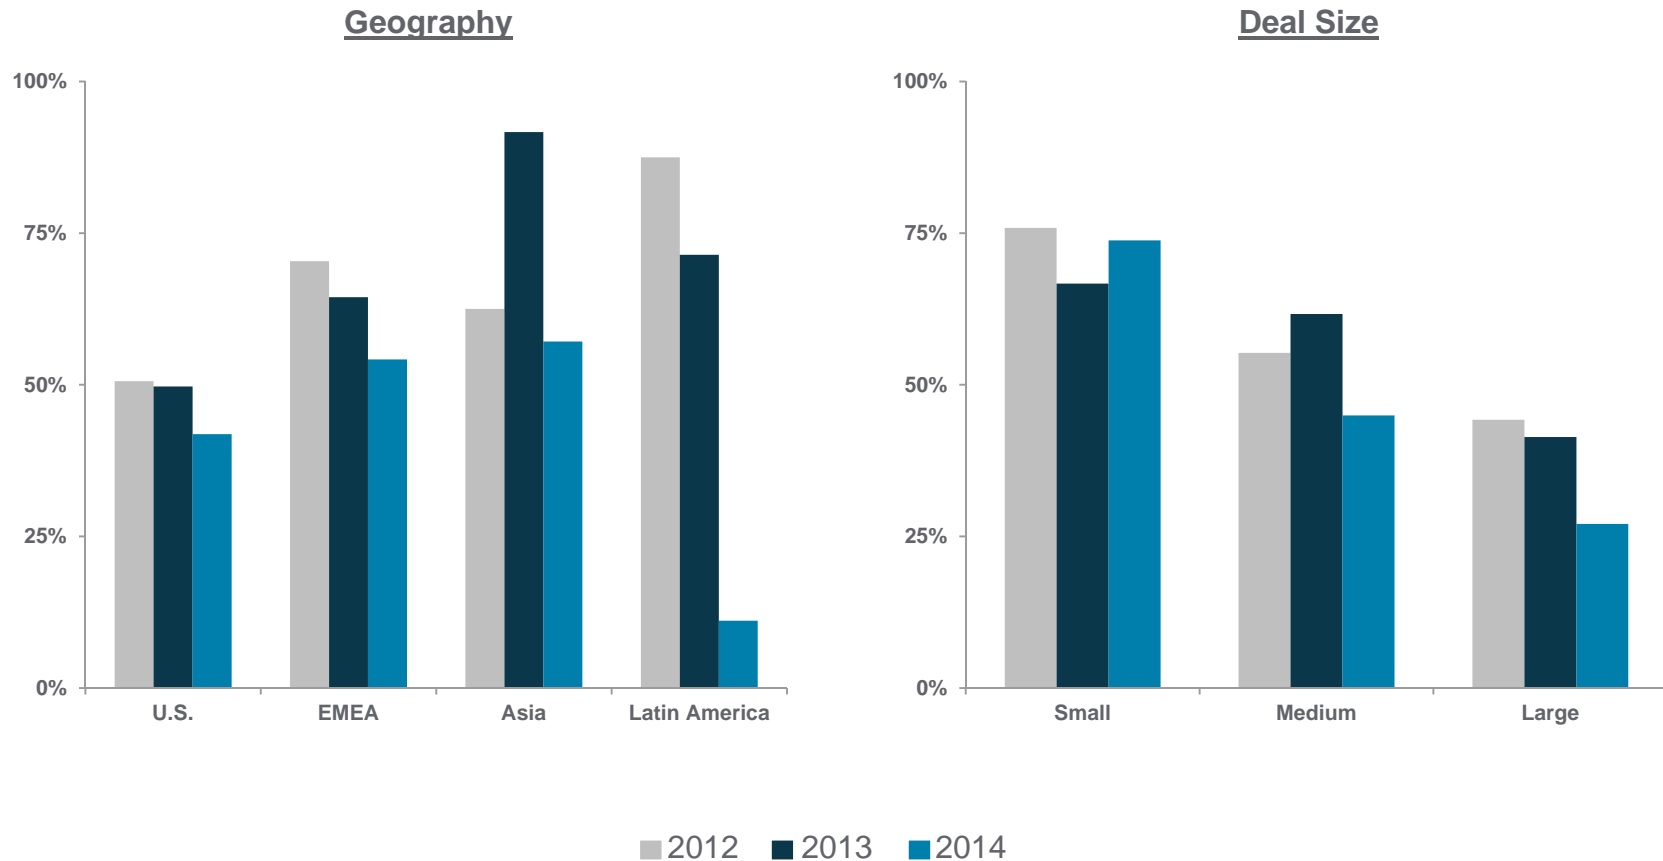 Geography
100%
75%
50%
25%
0%
U.S. EMEA Asia Latin America
Deal Size
100%
75%
50%
25%
0%
Small Medium Large
2012 2013 2014